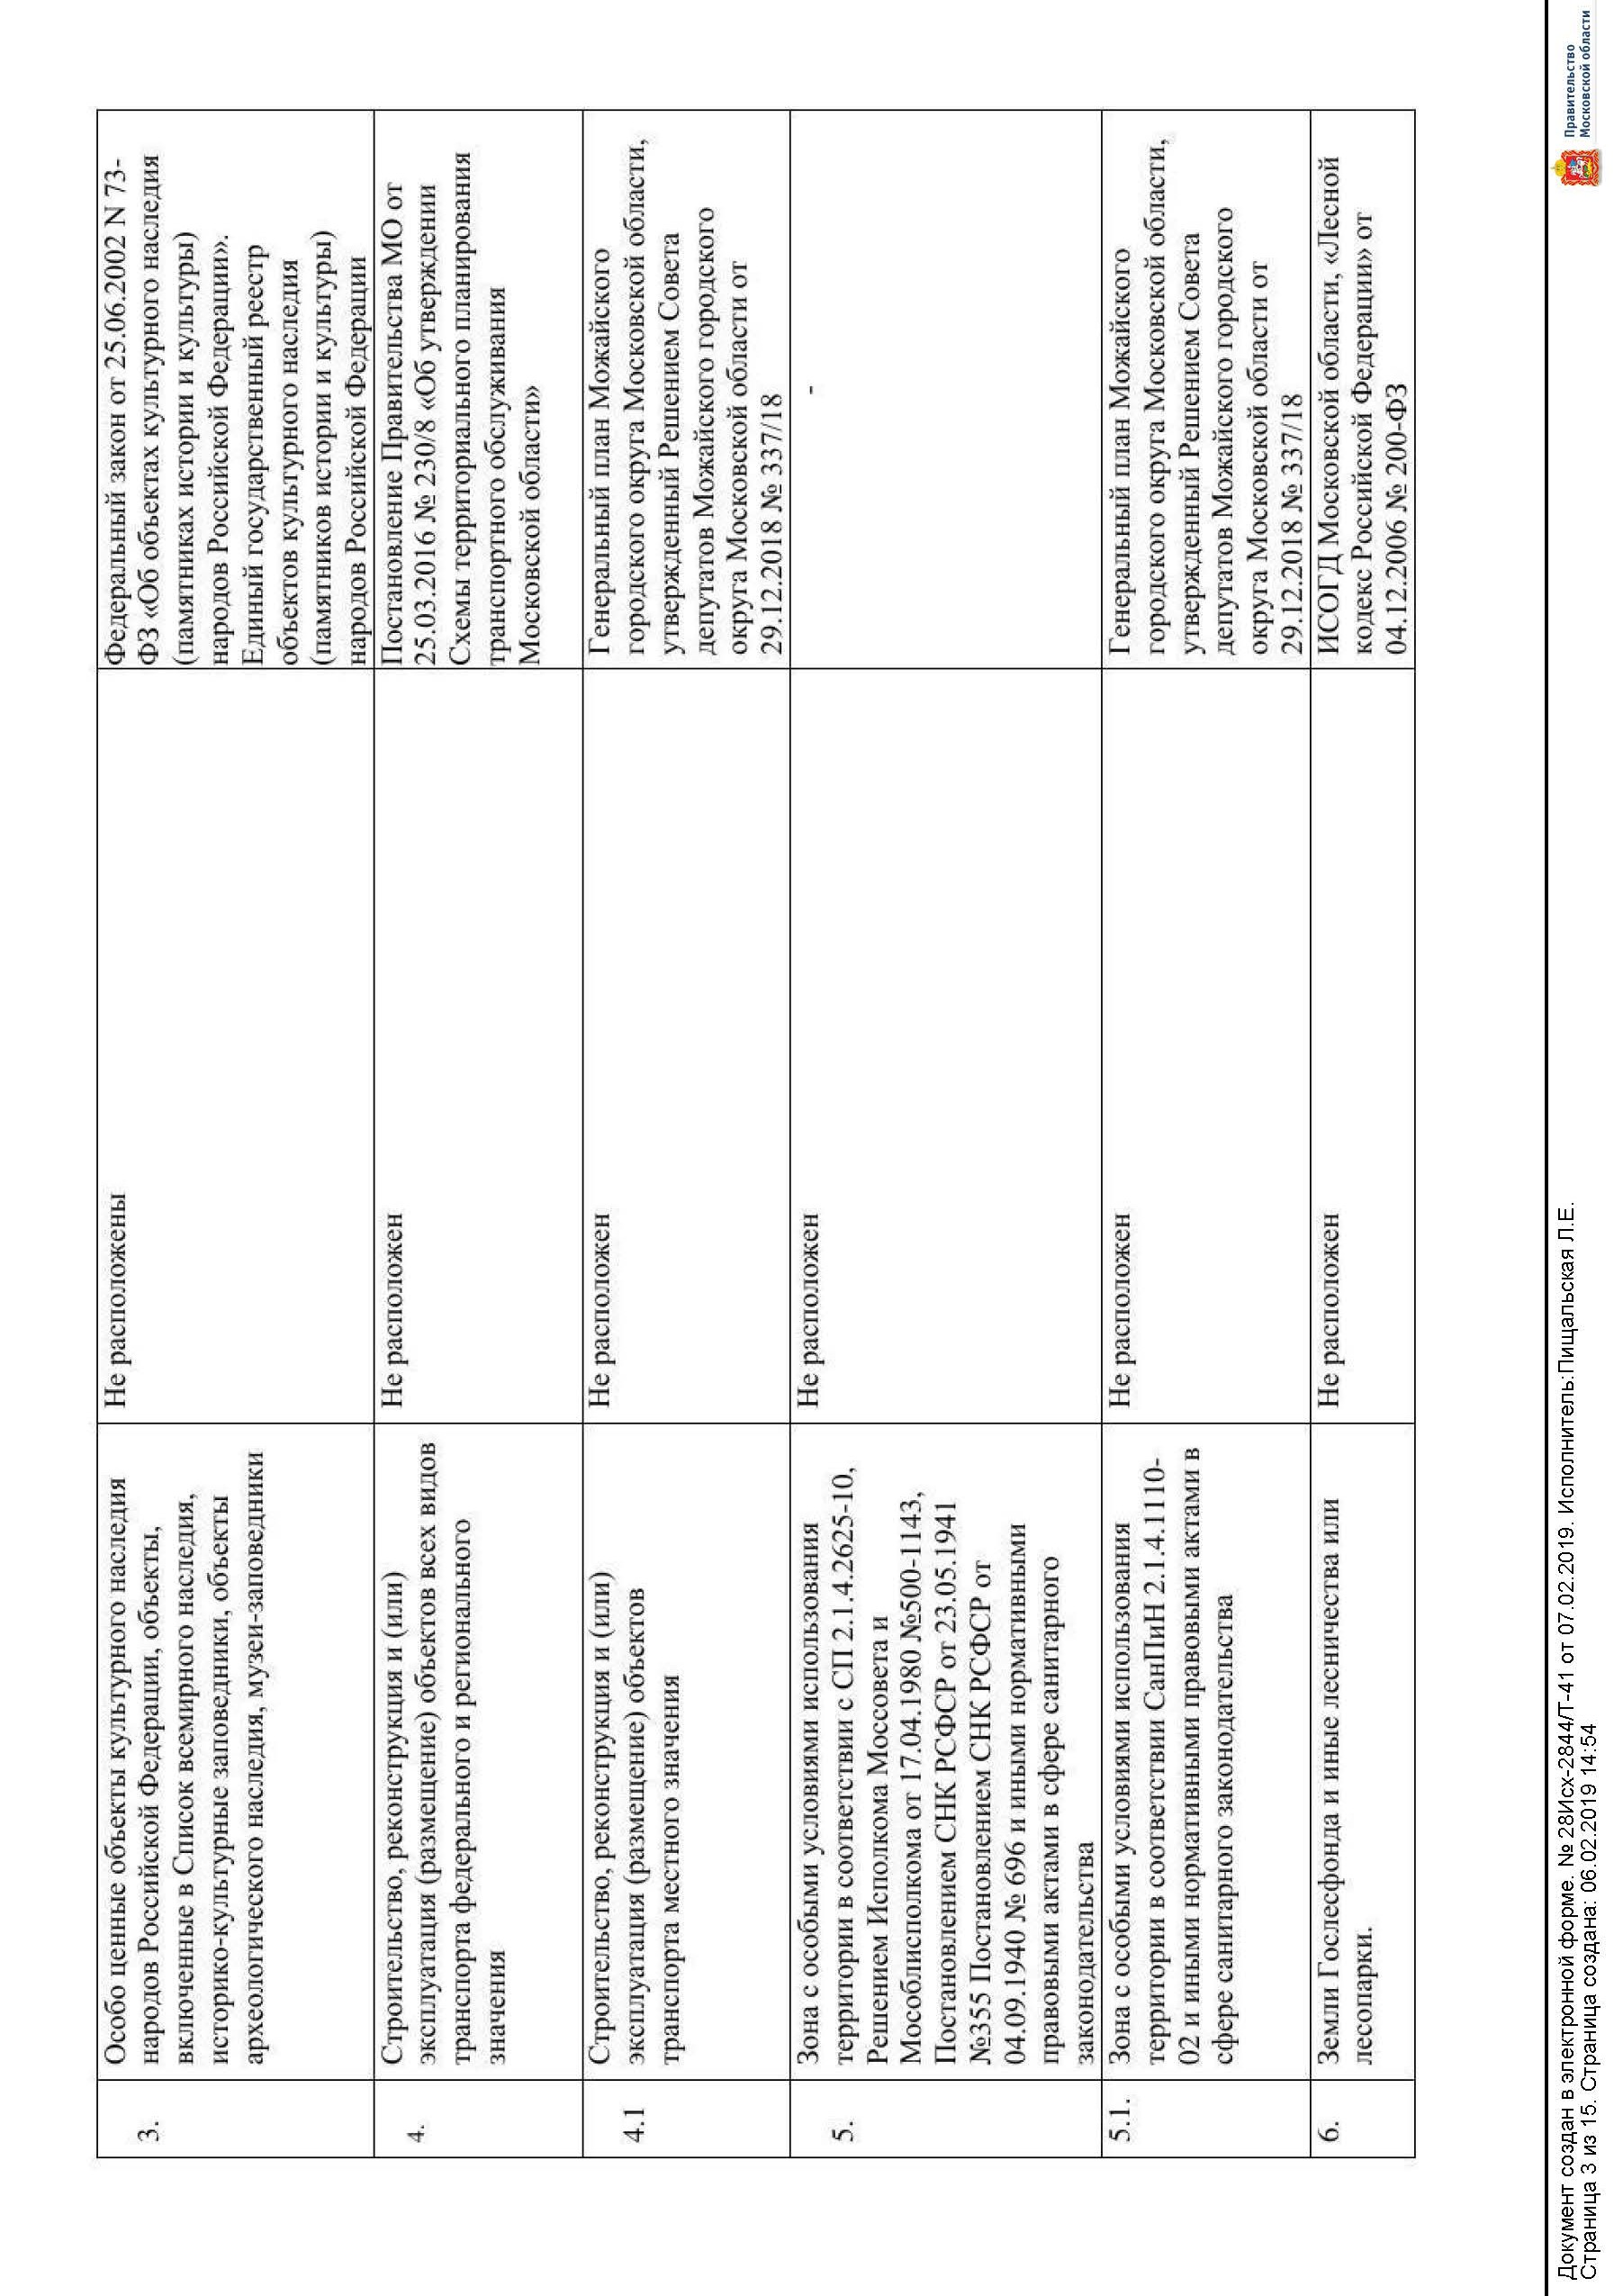 3.
Особо ценные объекты культурного наследия
народов Российской Федерации, объекты,
включенные в Список всемирного наследия,
историко-культурные заповедники, объекты
археологического наследия, музеи-заповедники
Не расположены
Федеральный закон от 25.06.2002 N 73-
ФЗ «Об объектах культурного наследия
(памятниках истории и культуры)
народов Российской Федерации».
Единый государственный реестр
объектов культурного наследия
(памятников истории и культуры)
народов Российской Федерации
4.
Строительство, реконструкция и (или)
эксплуатация (размещение) объектов всех видов
транспорта федерального и регионального
значения
Не расположен
Постановление Правительства МО от
25.03.2016 № 230/8 «Об утверждении
Схемы территориального планирования
транспортного обслуживания
Московской области»
4.1
Строительство, реконструкция и (или)
эксплуатация (размещение) объектов
транспорта местного значения
Не расположен
Генеральный план Можайского
городского округа Московской области,
утвержденный Решением Совета
депутатов Можайского городского
округа Московской области от
29.12.2018 № 337/18
5.
Зона с особыми условиями использования
территории в соответствии с СП 2.1.4.2625-10,
Решением Исполкома Моссовета и
Мособлисполкома от 17.04.1980 №500-1143,
Постановлением СНК РСФСР от 23.05.1941
№355 Постановлением СНК РСФСР от
04.09.1940 № 696 и иными нормативными
правовыми актами в сфере санитарного
законодательства
Не расположен
-
5.1.
Зона с особыми условиями использования
территории в соответствии СанПиН 2.1.4.1110-
02 и иными нормативными правовыми актами в
сфере санитарного законодательства
Не расположен
Генеральный план Можайского
городского округа Московской области,
утвержденный Решением Совета
депутатов Можайского городского
округа Московской области от
29.12.2018 № 337/18
6.
Земли Гослесфонда и иные лесничества или
лесопарки.
Не расположен
ИСОГД Московской области, «Лесной
кодекс Российской Федерации» от
04.12.2006 № 200-ФЗ
Документ создан в электронной форме. № 28Исх-2844/Т-41 от 07.02.2019. Исполнитель:Пищальская Л.Е.
Страница 3 из 15. Страница создана: 06.02.2019 14:54
Правительство
Московской области